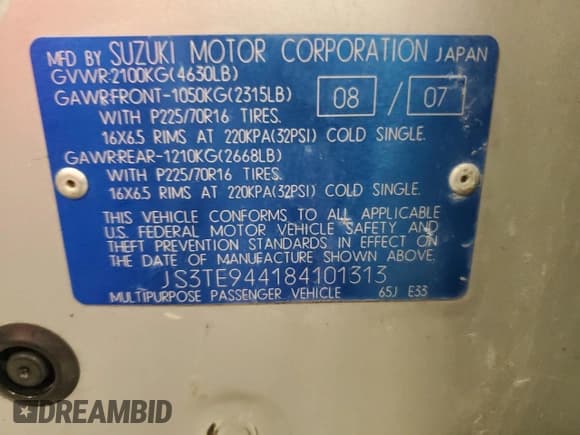 MFD BY SUZUKI MOTOR CORPORATION JAPAN
GVWR:2100KG(4630LB)
GAWR:FRONT-1050KG(2315LB) 08 / 07
WITH P225/70R16 TIRES.
16X6.5 RIMS AT 220KPA(32PSI) COLD SINGLE.
GAWR:REAR-1210KG(2668LB)
WITH P225/70R16 TIRES.
16X6.5 RIMS AT 220KPA(32PSI) COLD SINGLE.
THIS VEHICLE CONFORMS TO ALL APPLICABLE
U.S. FEDERAL MOTOR VEHICLE SAFETY AND
THEFT PREVENTION STANDARDS IN EFFECT ON
THE DATE OF MANUFACTURE SHOWN ABOVE.
JS3TE944184101313
MULTIPURPOSE PASSENGER VEHICLE 65J E33
DREAMBID